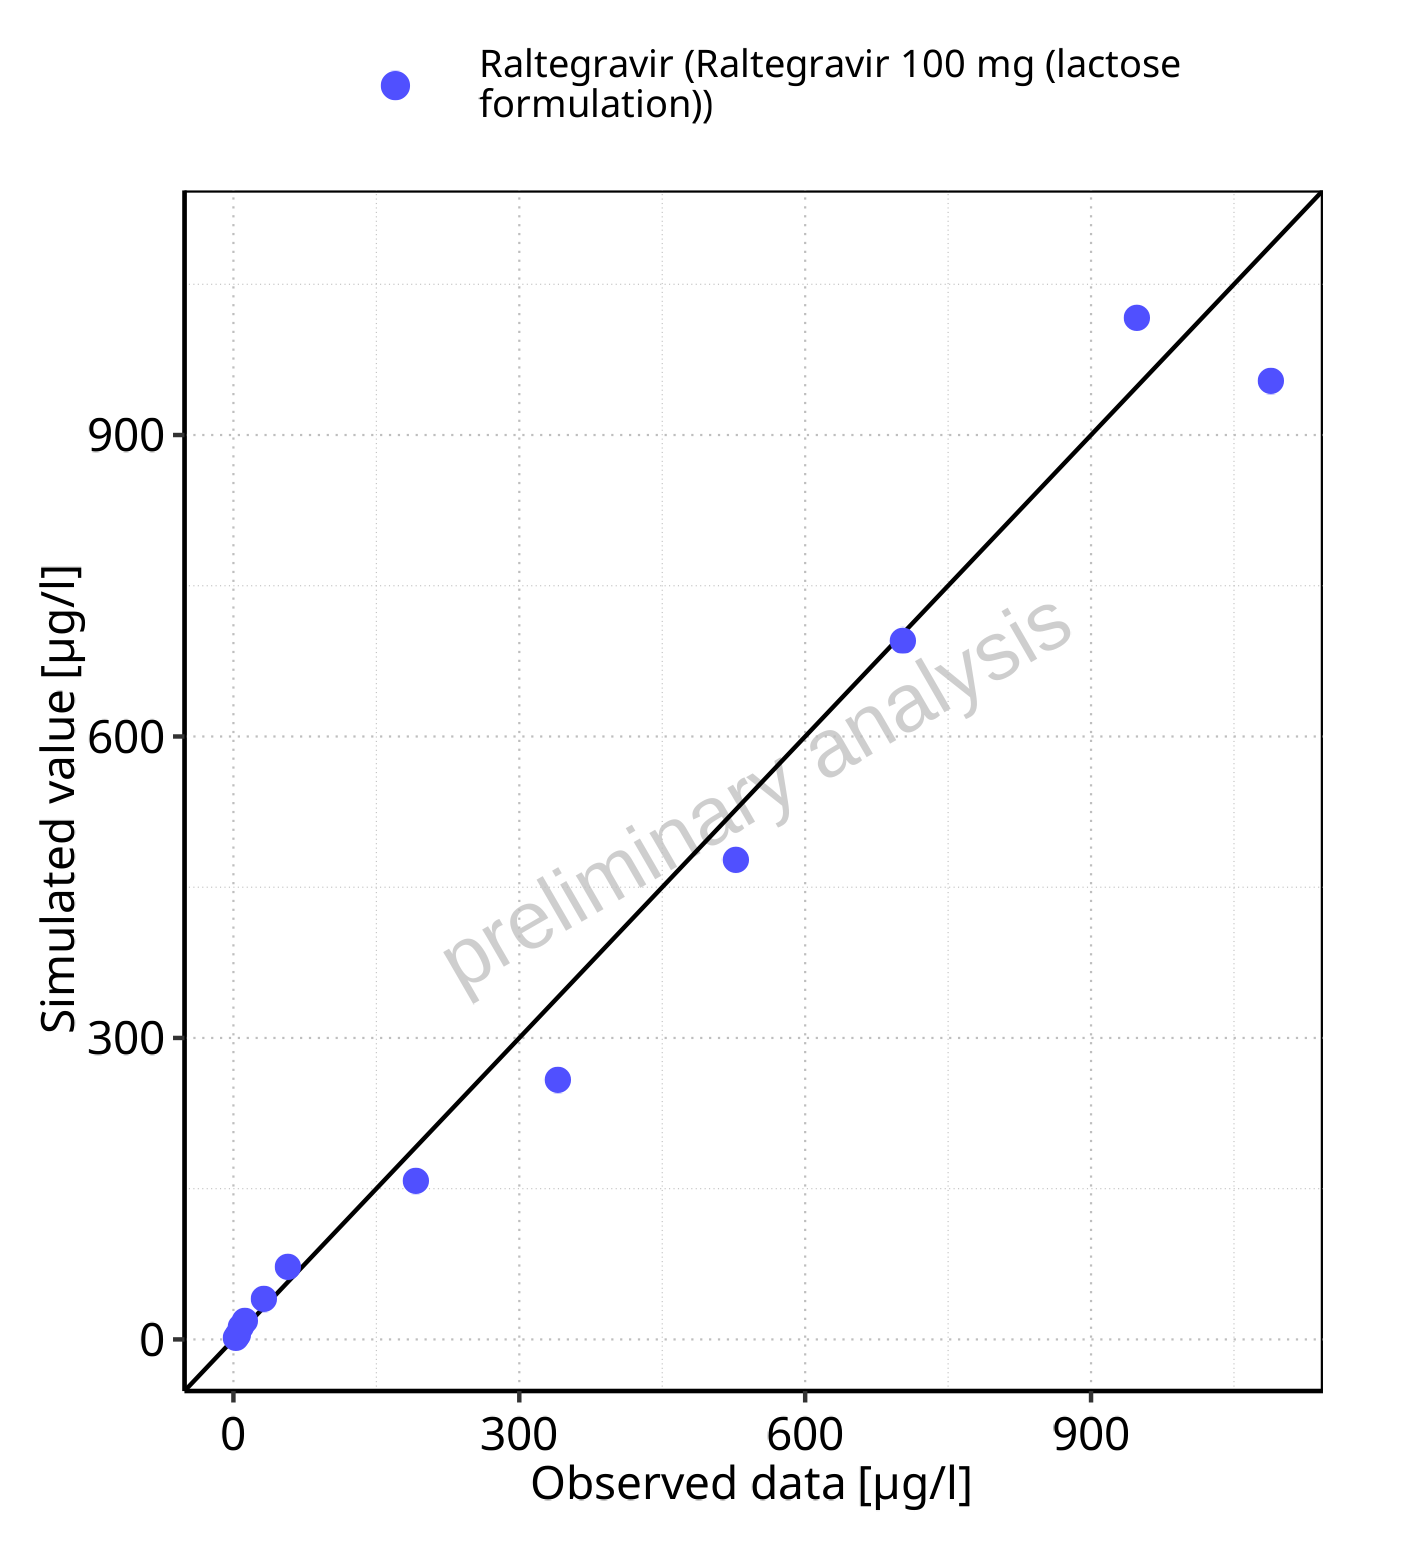 Raltegravir (Raltegravir 100 mg (lactose
formulation))
Simulated value [µg/l]
900
600
300
0
preliminary analysis
0 300 600 900
Observed data [µg/l]